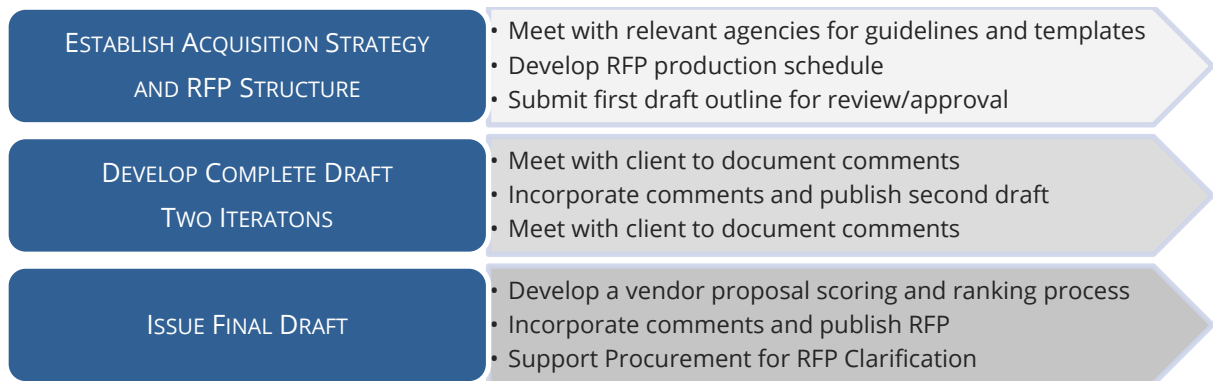 Establish Acquisition Strategy
and RFP Structure
• Meet with relevant agencies for guidelines and templates
• Develop RFP production schedule
• Submit first draft outline for review/approval
Develop Complete Draft
Two Iteratons
• Meet with client to document comments
• Incorporate comments and publish second draft
• Meet with client to document comments
Issue Final Draft
• Develop a vendor proposal scoring and ranking process
• Incorporate comments and publish RFP
• Support Procurement for RFP Clarification